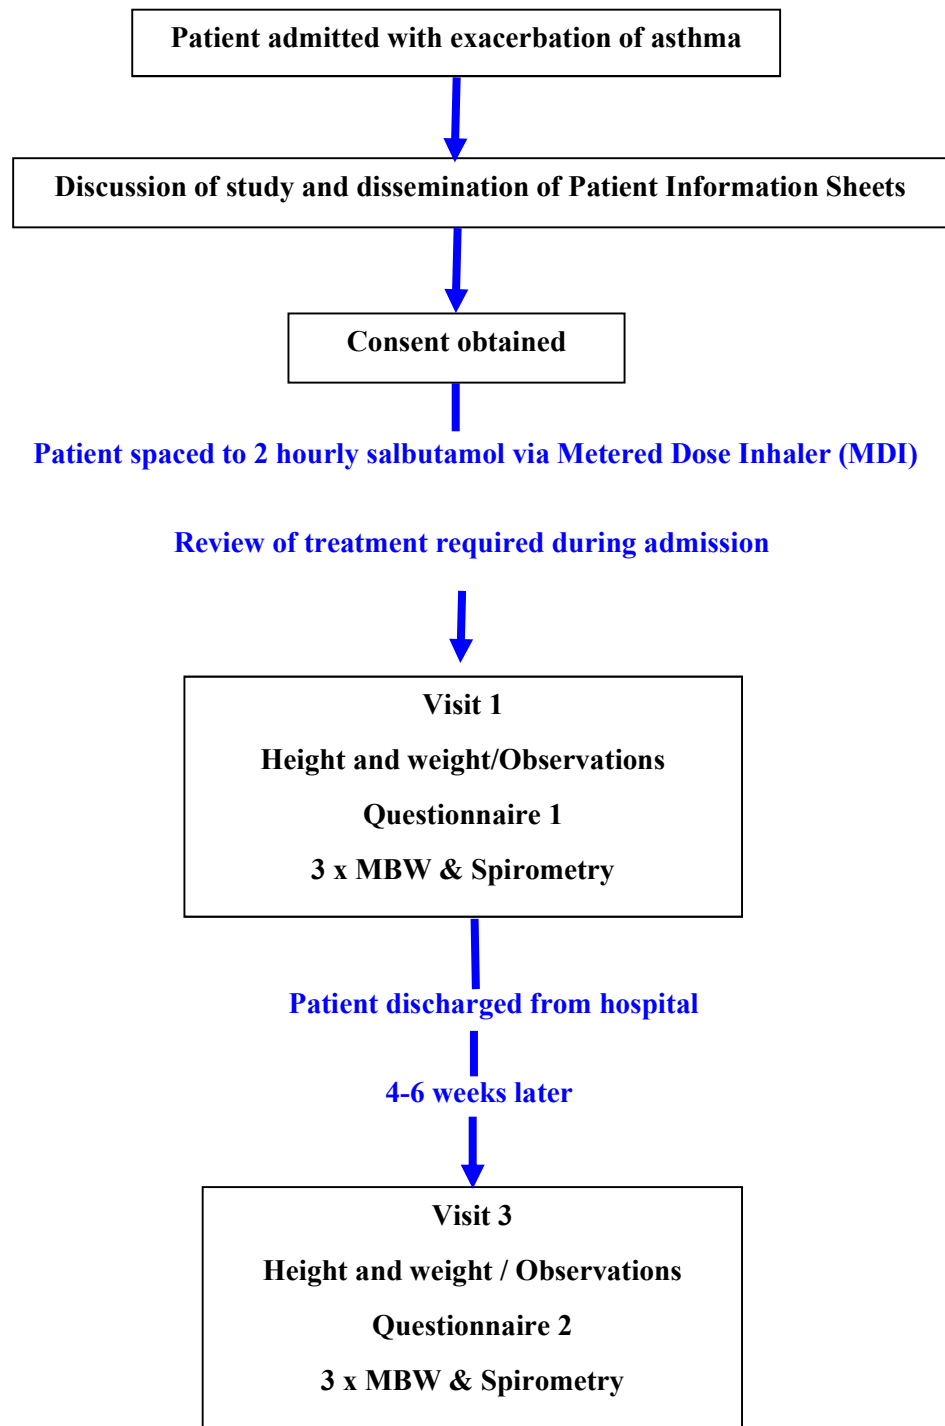 Patient admitted with exacerbation of asthma
Discussion of study and dissemination of Patient Information Sheets
Consent obtained
Patient spaced to 2 hourly salbutamol via Metered Dose Inhaler (MDI)
Review of treatment required during admission
Visit 1
Height and weight/Observations
Questionnaire 1
3 x MBW & Spirometry
Patient discharged from hospital
4-6 weeks later
Visit 3
Height and weight / Observations
Questionnaire 2
3 x MBW & Spirometry